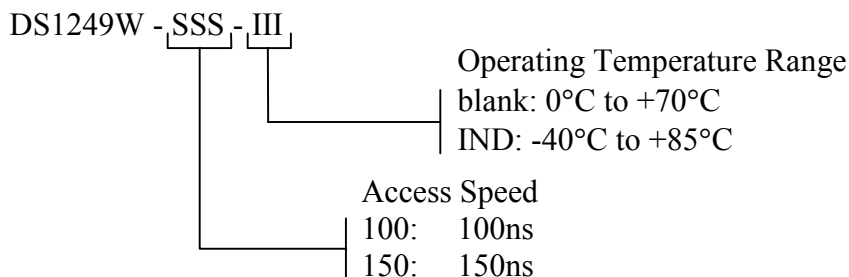 DS1249W - SSS - III
Operating Temperature Range
blank: 0°C to +70°C
IND: -40°C to +85°C
Access Speed
100: 100ns
150: 150ns